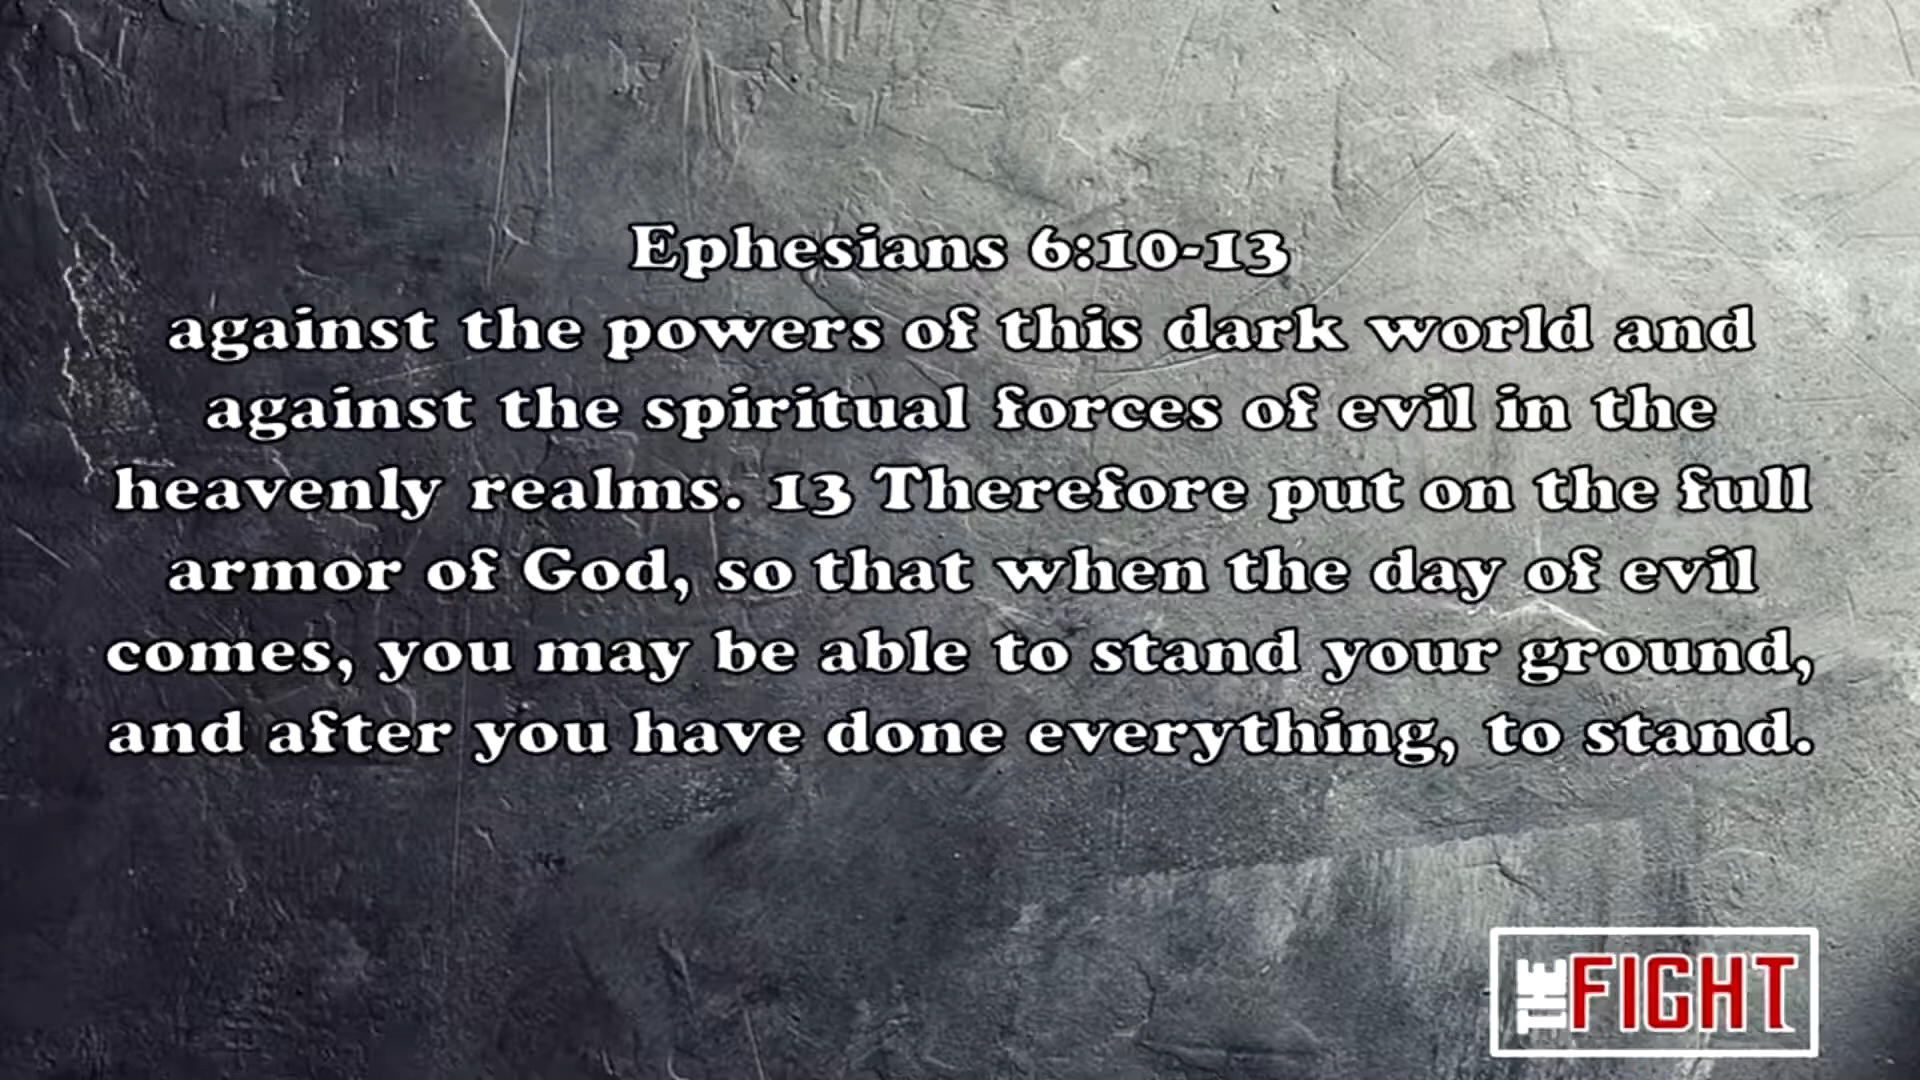 Ephesians 6:10-13
against the powers of this dark world and
against the spiritual forces of evil in the
heavenly realms. 13 Therefore put on the full
armor of God, so that when the day of evil
comes, you may be able to stand your ground,
and after you have done everything, to stand.
THE FIGHT